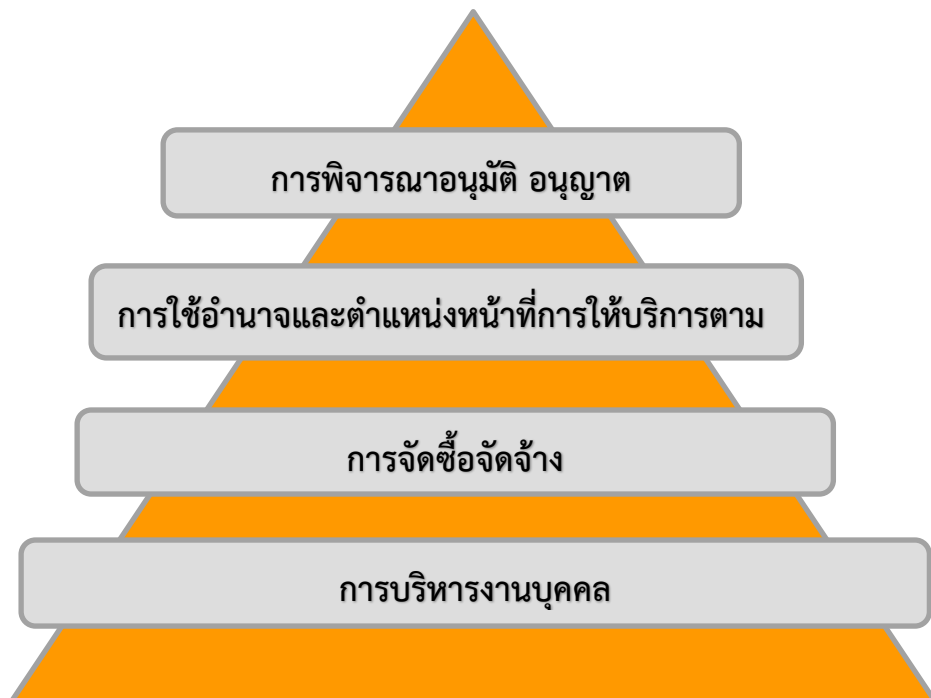 การพิจารณาอนุมัติ อนุญาต
การใช้อำนาจและตำแหน่งหน้าที่การให้บริการตาม
การจัดซื้อจัดจ้าง
การบริหารงานบุคคล